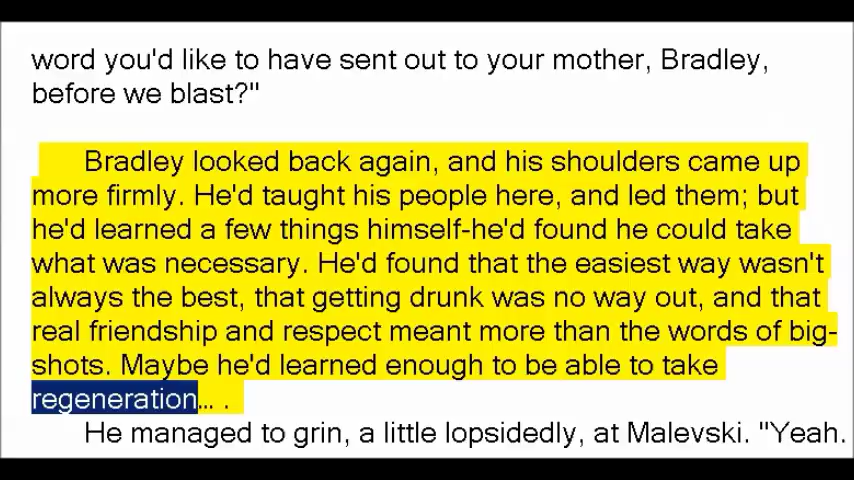 word you'd like to have sent out to your mother, Bradley,
before we blast?"
Bradley looked back again, and his shoulders came up
more firmly. He'd taught his people here, and led them; but
he'd learned a few things himself-he'd found he could take
what was necessary. He'd found that the easiest way wasn't
always the best, that getting drunk was no way out, and that
real friendship and respect meant more than the words of big-
shots. Maybe he'd learned enough to be able to take
regeneration... .
He managed to grin, a little lopsidedly, at Malevski. "Yeah.